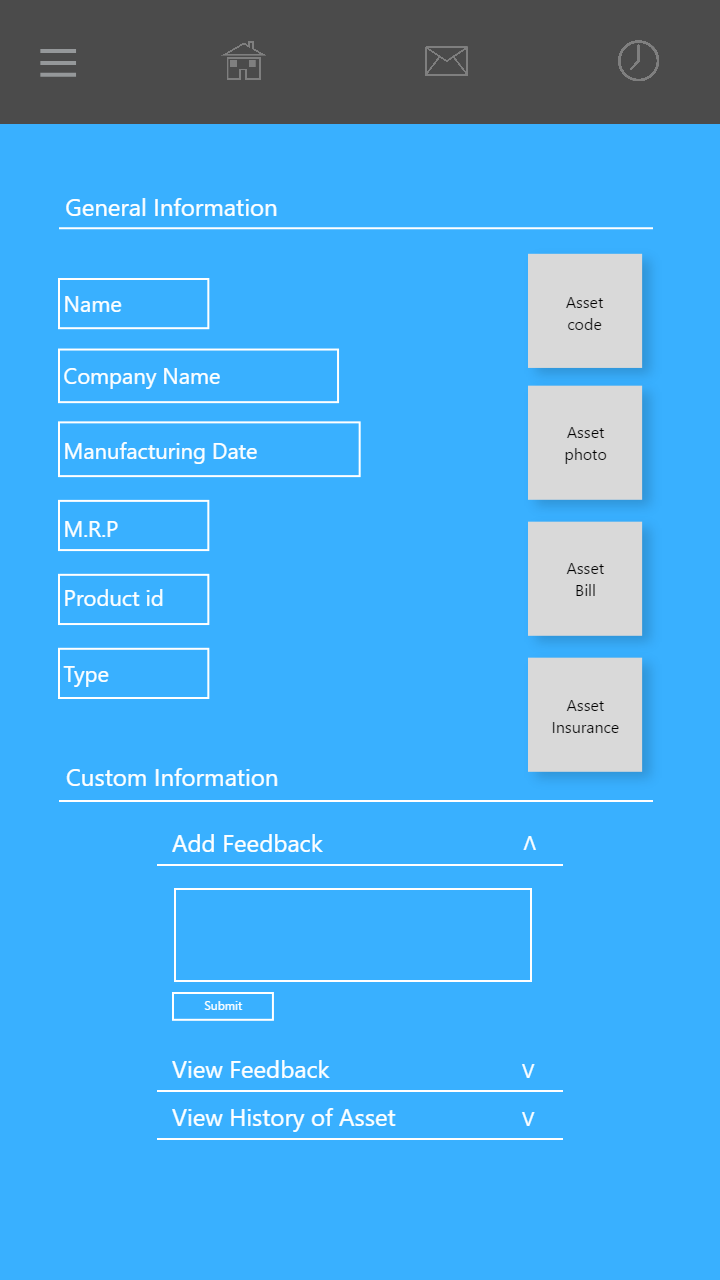 General Information
Name
Company Name
Manufacturing Date
M.R.P
Product id
Type
Asset
code
Asset
photo
Asset
Bill
Asset
Insurance
Custom Information
Add Feedback
Submit
View Feedback
View History of Asset